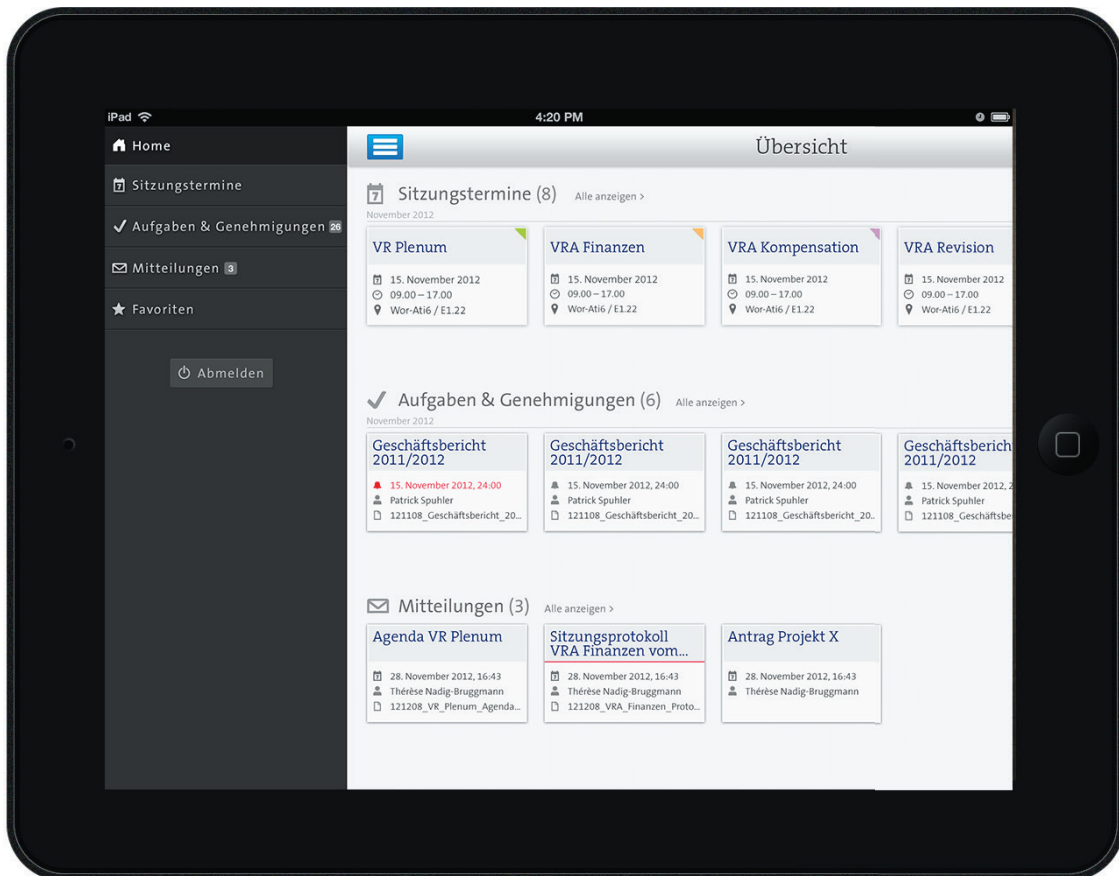 iPad 4:20 PM
Home
Sitzungstermine
Aufgaben & Genehmigungen 26
Mitteilungen 3
Favoriten
Abmelden
Übersicht
Sitzungstermine (8) Alle anzeigen >
November 2012
VR Plenum
15. November 2012
09.00 – 17.00
Wor-Ati6 / E1.22
VRA Finanzen
15. November 2012
09.00 – 17.00
Wor-Ati6 / E1.22
VRA Kompensation
15. November 2012
09.00 – 17.00
Wor-Ati6 / E1.22
VRA Revision
15. November 2012
09.00 – 17.00
Wor-Ati6 / E1.22
Aufgaben & Genehmigungen (6) Alle anzeigen >
November 2012
Geschäftsbericht
2011/2012
15. November 2012, 24:00
Patrick Spuhler
121108_Geschäftsbericht_20...
Geschäftsbericht
2011/2012
15. November 2012, 24:00
Patrick Spuhler
121108_Geschäftsbericht_20...
Geschäftsbericht
2011/2012
15. November 2012, 24:00
Patrick Spuhler
121108_Geschäftsbericht_20...
Geschäftsberich
2011/2012
15. November 2012, 2
Patrick Spuhler
121108_Geschäftsbe
Mitteilungen (3) Alle anzeigen >
Agenda VR Plenum
28. November 2012, 16:43
Thérèse Nadig-Bruggmann
121208_VR_Plenum_Agenda...
Sitzungsprotokoll
VRA Finanzen vom...
28. November 2012, 16:43
Thérèse Nadig-Bruggmann
121208_VRA_Finanzen_Proto...
Antrag Projekt X
28. November 2012, 16:43
Thérèse Nadig-Bruggmann